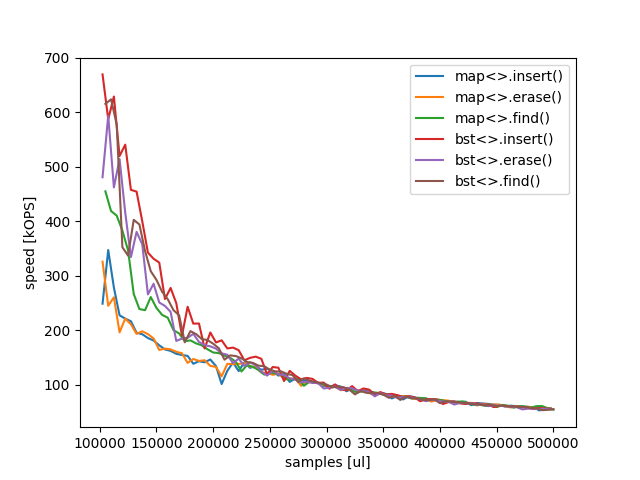 700
600
500
400
300
200
100
speed [kOPS]
map<>.insert()
map<>.erase()
map<>.find()
bst<>.insert()
bst<>.erase()
bst<>.find()
100000 150000 200000 250000 300000 350000 400000 450000 500000
samples [ul]